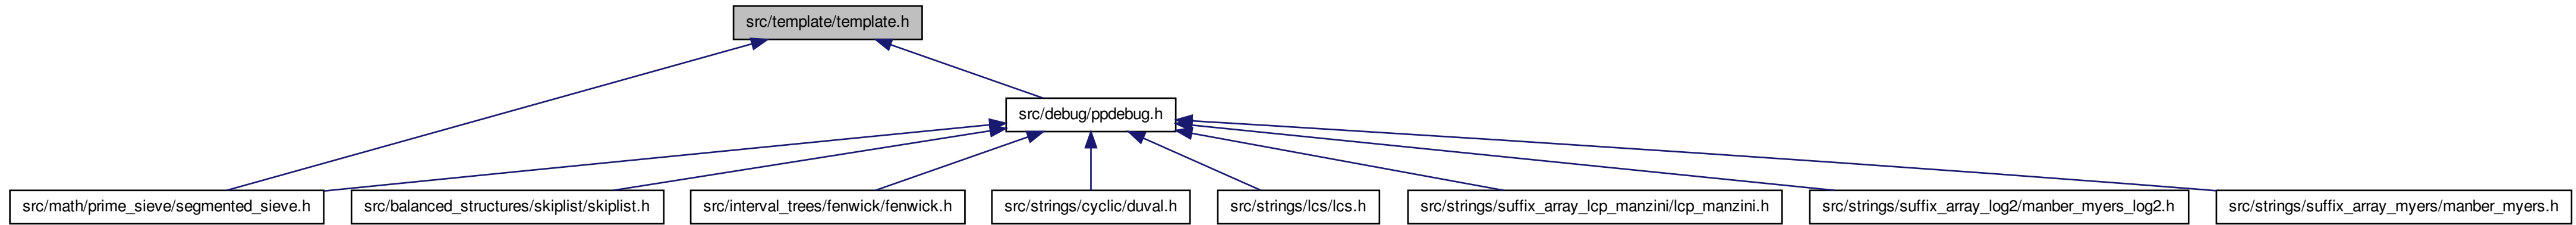 src/template/template.h
src/debug/ppdebug.h
src/math/prime_sieve/segmented_sieve.h
src/balanced_structures/skiplist/skiplist.h
src/interval_trees/fenwick/fenwick.h
src/strings/cyclic/duval.h
src/strings/lcs/lcs.h
src/strings/suffix_array_lcp_manzini/lcp_manzini.h
src/strings/suffix_array_log2/manber_myers_log2.h
src/strings/suffix_array_myers/manber_myers.h